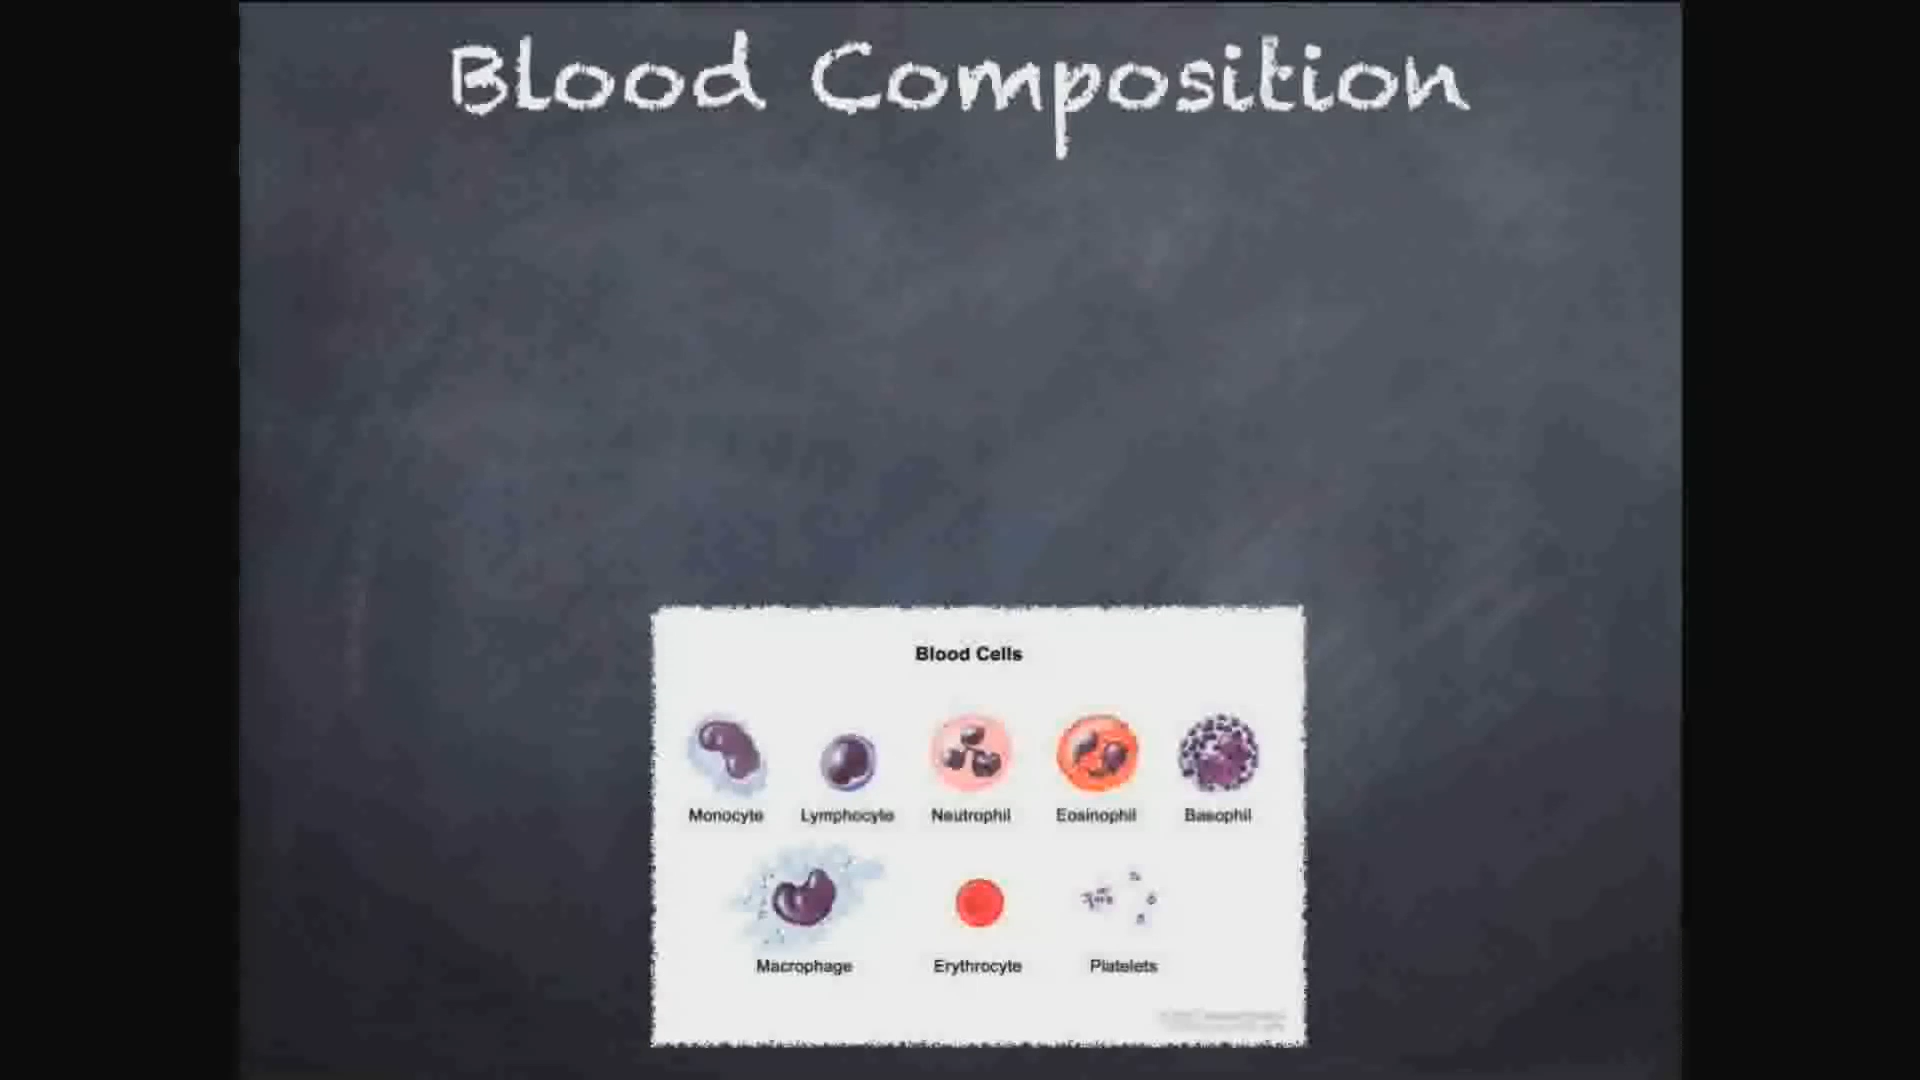 Blood Composition
Blood Cells
Monocyte Lymphocyte Neutrophil Eosinophil Basophil
Macrophage Erythrocyte Platelets